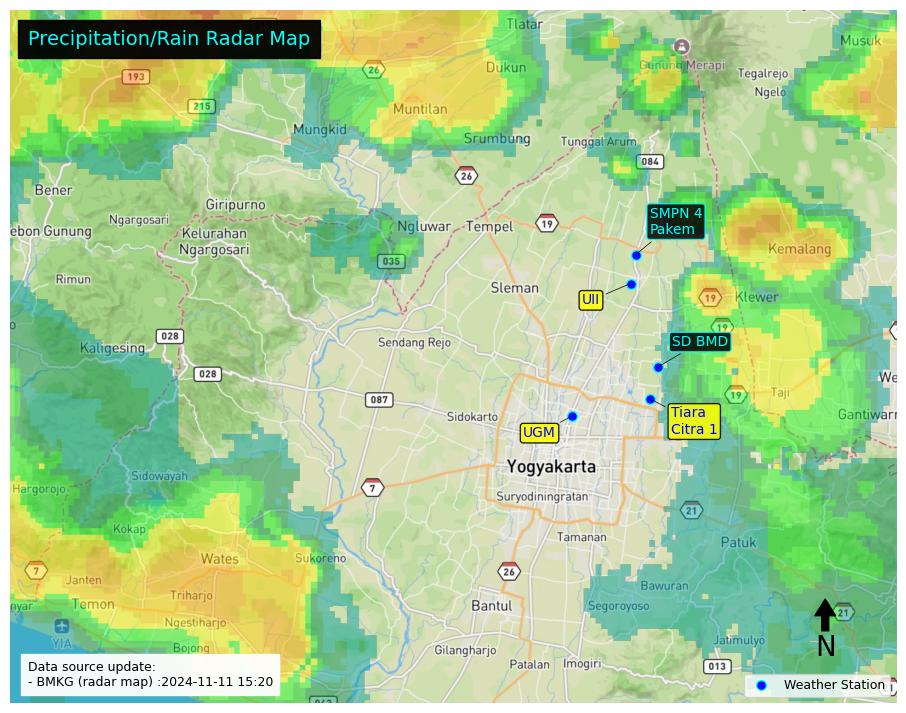 Precipitation/Rain Radar Map
Tlatar
Musuk
Gunung Merapi
Dukun
Tegalrejo
193
26
Ngelo
215
Muntilan
Mungkid
Srumbung
Tunggal Arum
084
26
Bener
Giripurno
SMPN 4
Pakem
Ngargosari
Ngluwar
Tempel
19
ebon Gunung
Kelurahan
Ngargosari
Kemalang
035
Rimun
Sleman
UII
19
Klewer
19
028
Sendang Rejo
SD BMD
Kaligesing
028
We
087
19
Taji
Sidokarto
Tiara
Citra 1
Gantiwarn
UGM
Yogyakarta
Sidowayah
Hargorojo
7
Suryodiningratan
21
Kokap
Tamanan
Patuk
Wates
Sukoreno
7
26
Janten
Bawuran
Triharjo
nyar
Temon
Bantul
Segoroyoso
21
Ngestiharjo
YIA
N
Jatimulyo
Bojong
Gilangharjo
Patalan
Imogiri
013
Data source update:
- BMKG (radar map) :2024-11-11 15:20
Weather Station